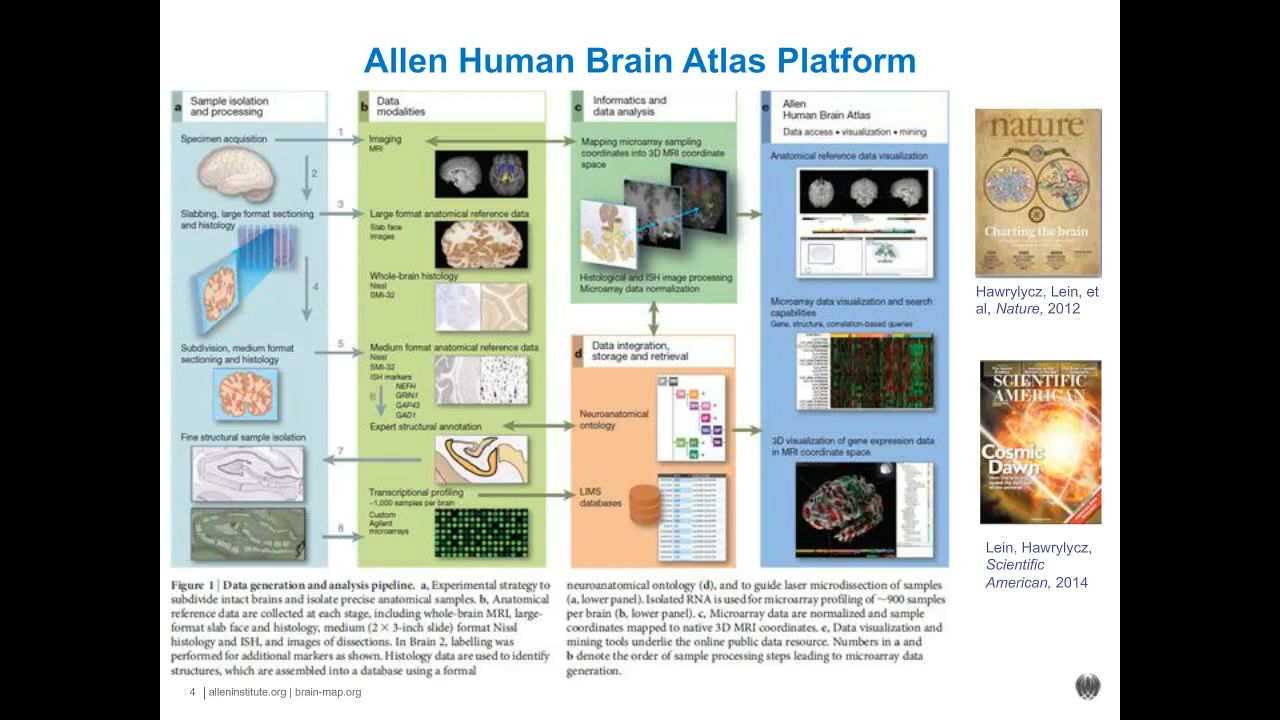 Allen Human Brain Atlas Platform
a
Sample isolation
and processing
Specimen acquisition
1
2
3
Slabbing, large format sectioning
and histology
4
Subdivision, medium format
sectioning and histology
5
Fine structural sample isolation
7
8
b
Data
modalities
Imaging
MRI
Large format anatomical reference data
Slab face
images
Whole-brain histology
Nissl
SMI-32
Medium format anatomical reference data
Nissl
SMI-32
ISH markers
NEFH
GRIN1
GAP43
GAD1
6
Expert structural annotation
Transcriptional profiling
~1,000 samples per brain
Custom
Agilent
microarrays
c
Informatics and
data analysis
Mapping microarray sampling
coordinates into 3D MRI coordinate
space
Histological and ISH image processing
Microarray data normalization
d
Data integration,
storage and retrieval
Neuroanatomical
ontology
LIMS
databases
e
Allen
Human Brain Atlas
Data access • visualization • mining
Anatomical reference data visualization
Microarray data visualization and search
capabilities
Gene, structure, correlation-based queries
3D visualization of gene expression data
in MRI coordinate space
nature
Charting the brain
Hawrylycz, Lein, et
al, Nature, 2012
SCIENTIFIC
AMERICAN
Cosmic
Dawn
Lein, Hawrylycz,
Scientific
American, 2014
Figure 1 | Data generation and analysis pipeline. a, Experimental strategy to
subdivide intact brains and isolate precise anatomical samples. b, Anatomical
reference data are collected at each stage, including whole-brain MRI, large-
format slab face and histology, medium (2 × 3-inch slide) format Nissl
histology and ISH, and images of dissections. In Brain 2, labelling was
performed for additional markers as shown. Histology data are used to identify
structures, which are assembled into a database using a formal
neuroanatomical ontology (d), and to guide laser microdissection of samples
(a, lower panel). Isolated RNA is used for microarray profiling of ~900 samples
per brain (b, lower panel). c, Microarray data are normalized and sample
coordinates mapped to native 3D MRI coordinates. e, Data visualization and
mining tools underlie the online public data resource. Numbers in a and
b denote the order of sample processing steps leading to microarray data
generation.
4 | alleninstitute.org | brain-map.org